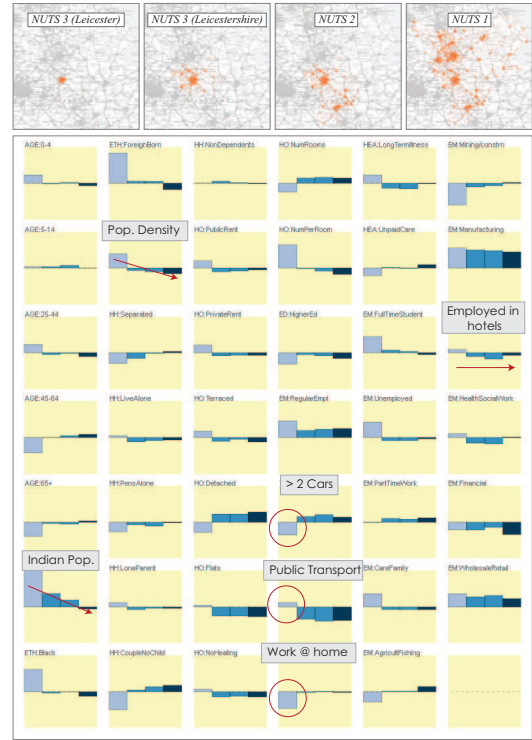 NUTS 3 (Leicester) NUTS 3 (Leicestershire) NUTS 2 NUTS 1
AGE:0-4 ETH:ForeignBorn HH:NonDependents HO:NumRooms HEA:LongTermIllness EM:Mining/constrn
AGE:5-14 Pop. Density HO:PublicRent HO:NumPerRoom HEA:UnpaidCare EM:Manufacturing
AGE:25-44 HH:Separated HO:PrivateRent ED:HigherEd EM:FullTimeStudent Employed in
hotels
AGE:45-64 HH:LiveAlone HO:Terraced EM:RegularEmpl EM:Unemployed EM:HealthSocialWork
AGE:65+ HH:PensAlone HO:Detached > 2 Cars EM:PartTimeWork EM:Financial
Indian Pop. HH:LoneParent HO:Flats Public Transport EM:CareFamily EM:WholesaleRetail
ETH:Black HH:CoupleNoChild HO:NoHeating Work @ home EM:AgricultFishing